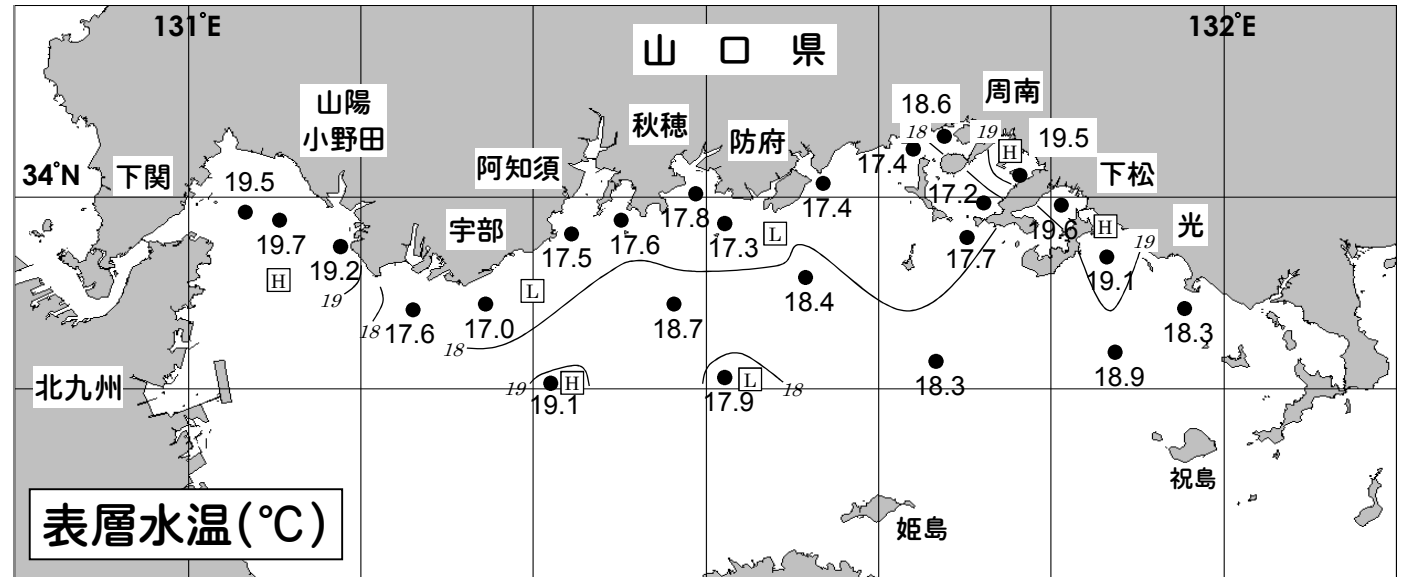 131°E
132°E
山口県
山陽
小野田
秋穂
防府
18.6
周南
阿知須
18
19
H
19.5
34°N
下関
17.4
下松
19.5
17.8
17.4
17.2
宇部
19.7
17.5
17.6
17.3
L
17.7
19.6
H
光
19
19.2
H
19.1
19
L
18.4
18
17.6
17.0
18
18.7
18.3
北九州
19
H
19.1
L
17.9
18
18.3
18.9
祝島
表層水温(℃)
姫島